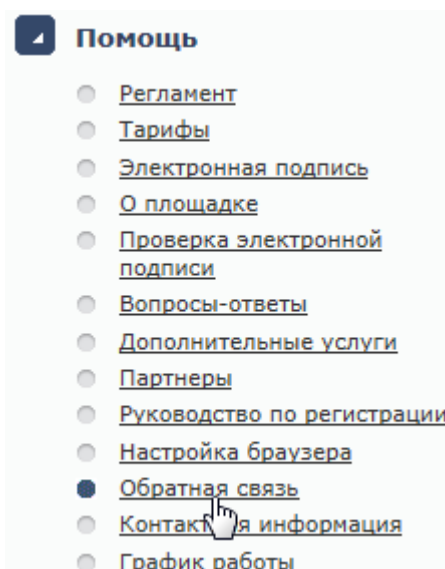 Помощь
Регламент
Тарифы
Электронная подпись
О площадке
Проверка электронной
подписи
Вопросы-ответы
Дополнительные услуги
Партнеры
Руководство по регистрации
Настройка браузера
Обратная связь
Контактная информация
График работы